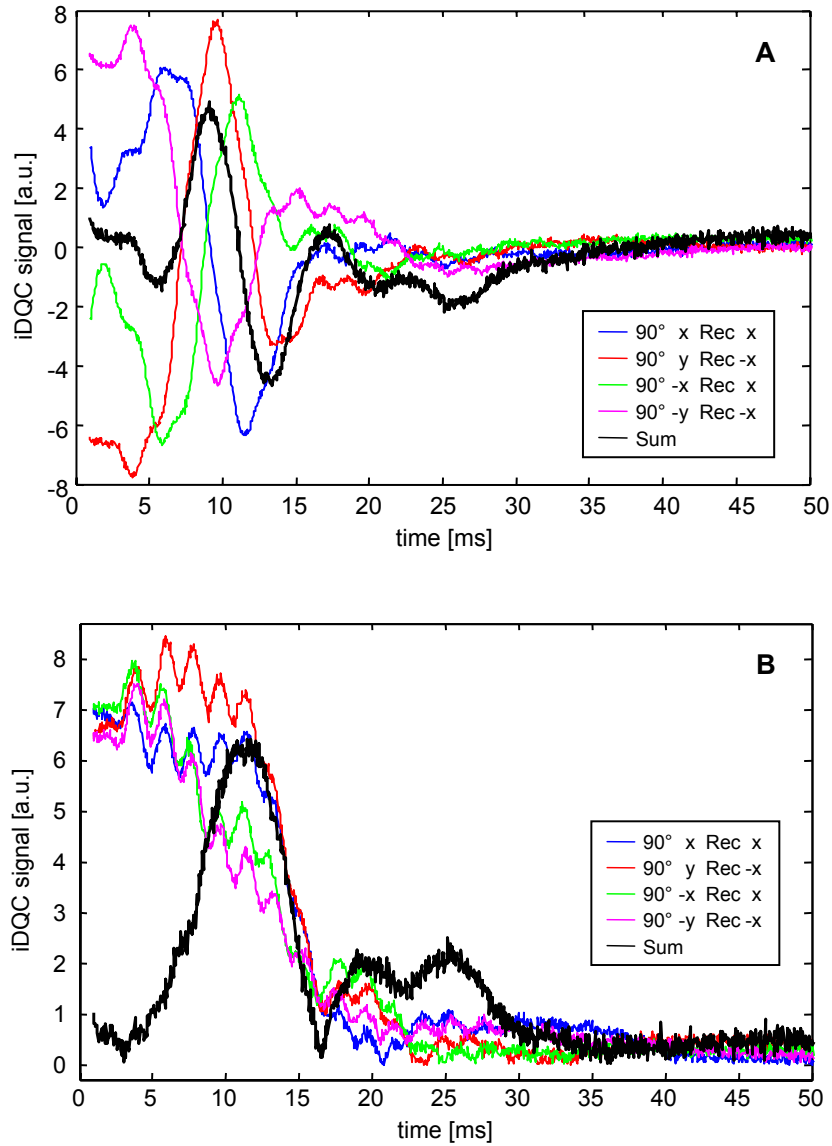 A
8
6
4
2
0
-2
-4
-6
-8
iDQC signal [a.u.]
90° x Rec x
90° y Rec -x
90° -x Rec x
90° -y Rec -x
Sum
0 5 10 15 20 25 30 35 40 45 50
time [ms]
B
8
7
6
5
4
3
2
1
0
iDQC signal [a.u.]
90° x Rec x
90° y Rec -x
90° -x Rec x
90° -y Rec -x
Sum
0 5 10 15 20 25 30 35 40 45 50
time [ms]